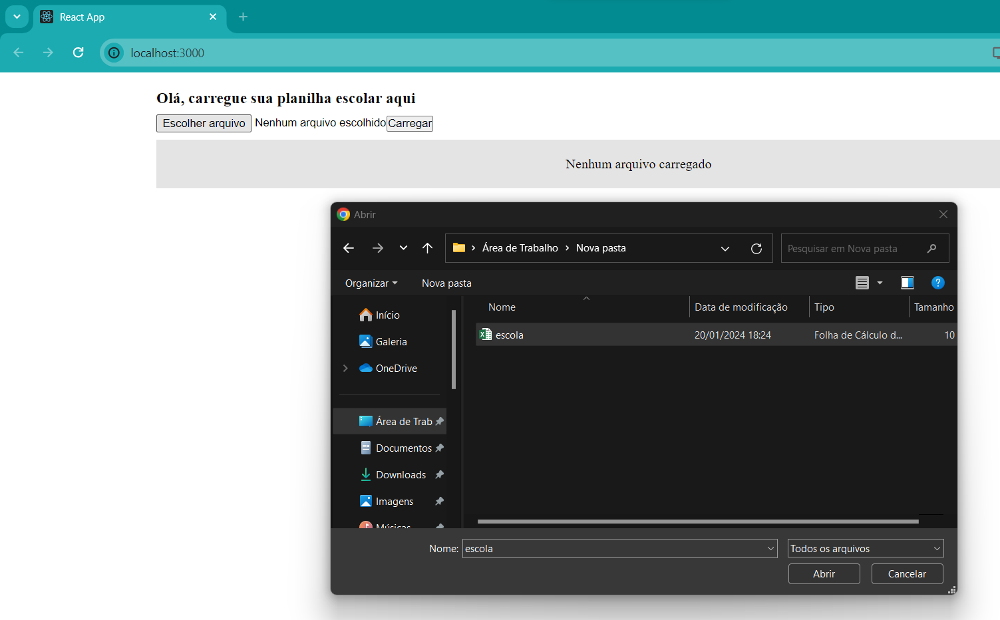 React App
localhost:3000
Olá, carregue sua planilha escolar aqui
Escolher arquivo Nenhum arquivo escolhido Carregar
Nenhum arquivo carregado
Abrir
Área de Trabalho Nova pasta
Pesquisar em Nova pasta
Organizar Nova pasta
Nome Data de modificação Tipo Tamanho
escola 20/01/2024 18:24 Folha de Cálculo d... 10
Início
Galeria
OneDrive
Área de Trab
Documentos
Downloads
Imagens
Músicas
Nome: escola Todos os arquivos
Abrir Cancelar